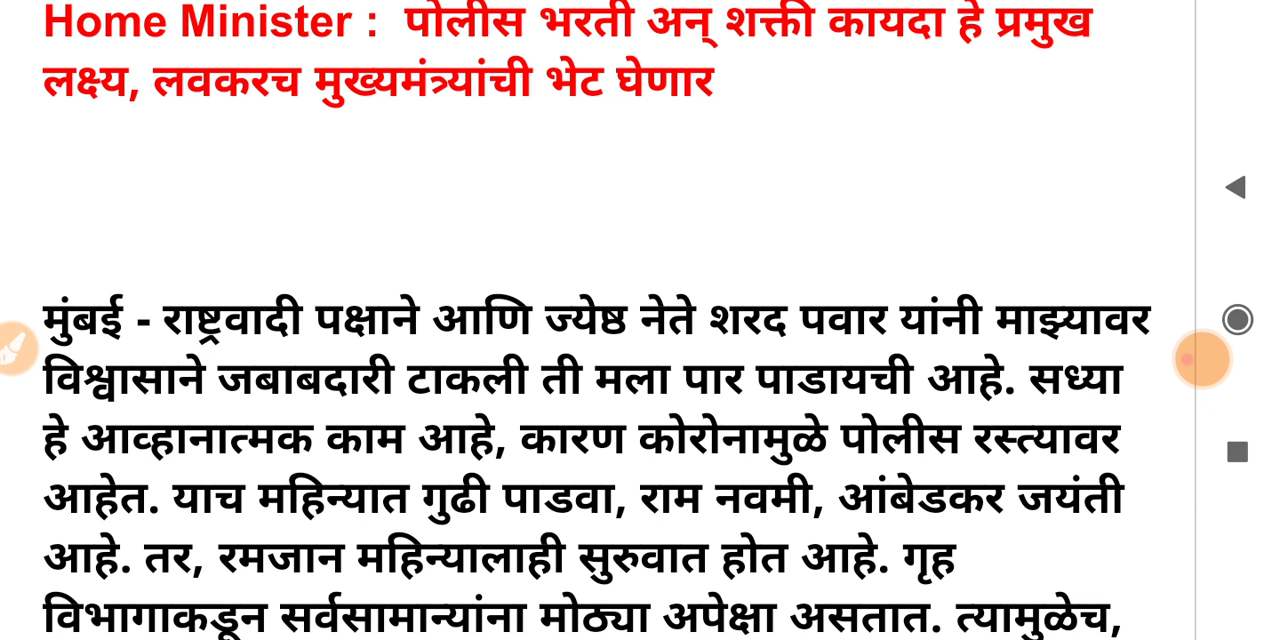 Home Minister : पोलीस भरती अन् शक्ती कायदा हे प्रमुख
लक्ष्य, लवकरच मुख्यमंत्र्यांची भेट घेणार
मुंबई - राष्ट्रवादी पक्षाने आणि ज्येष्ठ नेते शरद पवार यांनी माझ्यावर
विश्वासाने जबाबदारी टाकली ती मला पार पाडायची आहे. सध्या
हे आव्हानात्मक काम आहे, कारण कोरोनामुळे पोलीस रस्त्यावर
आहेत. याच महिन्यात गुढी पाडवा, राम नवमी, आंबेडकर जयंती
आहे. तर, रमजान महिन्यालाही सुरुवात होत आहे. गृह
विभागाकडून सर्वसामान्यांना मोठ्या अपेक्षा असतात. त्यामुळेच,